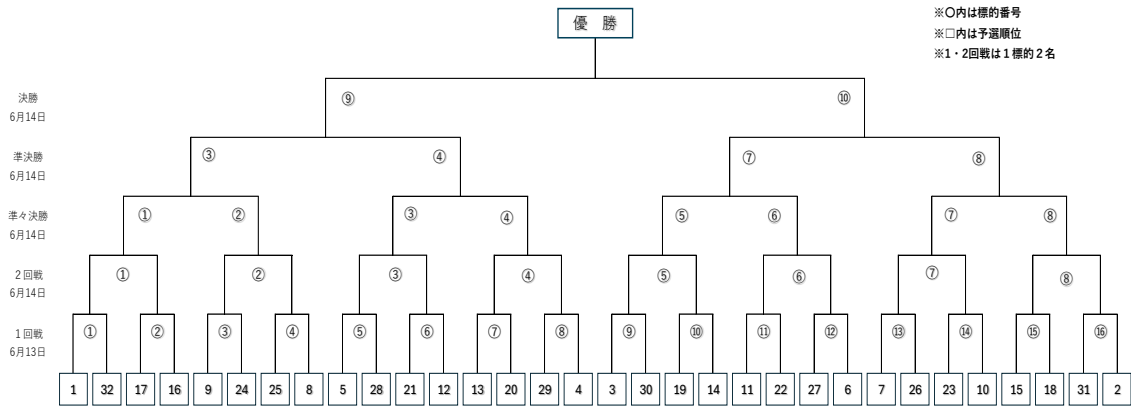 優 勝
※〇内は標的番号
※□内は予選順位
※1・2回戦は1標的2名
決勝
6月14日
⑨ ⑩
準決勝
6月14日
③ ④ ⑦ ⑧
準々決勝
6月14日
① ② ③ ④ ⑤ ⑥ ⑦ ⑧
2回戦
6月14日
① ② ③ ④ ⑤ ⑥ ⑦ ⑧
1回戦
6月13日
① ② ③ ④ ⑤ ⑥ ⑦ ⑧ ⑨ ⑩ ⑪ ⑫ ⑬ ⑭ ⑮ ⑯
1 32 17 16 9 24 25 8 5 28 21 12 13 20 29 4 3 30 19 14 11 22 27 6 7 26 23 10 15 18 31 2